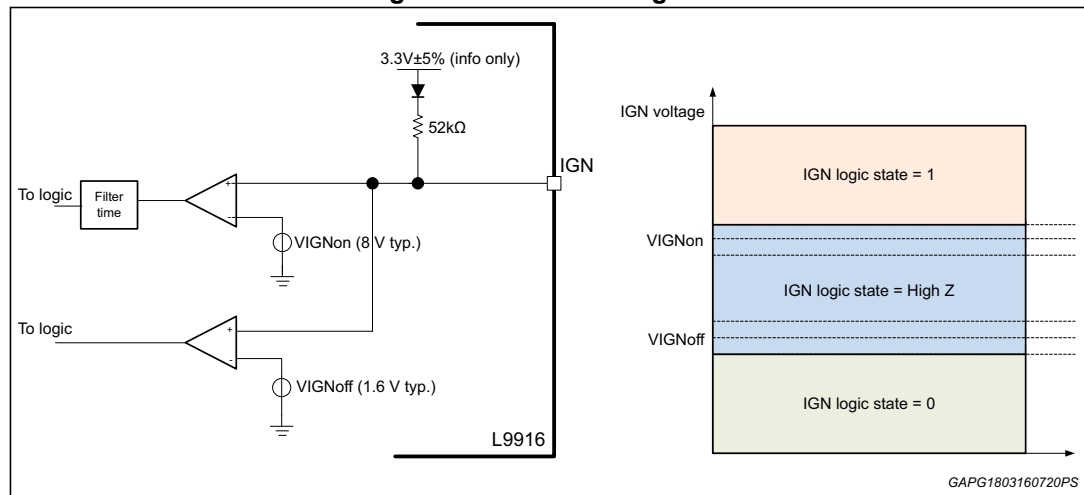 3.3V±5% (info only)
52kΩ
IGN
To logic
Filter
time
+
-
VIGNon (8 V typ.)
To logic
+
-
VIGNoff (1.6 V typ.)
L9916
IGN voltage
IGN logic state = 1
VIGNon
IGN logic state = High Z
VIGNoff
IGN logic state = 0
GAPG1803160720PS